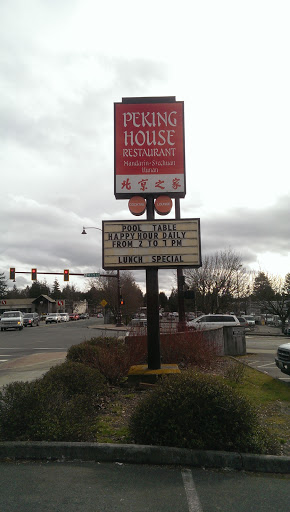 PEKING
HOUSE
RESTAURANT
Mandarin-Szechuan
Hunan
北京之家
POOL TABLE
HAPPY HOUR DAILY
FROM 2 TO 7 PM
LUNCH SPECIAL